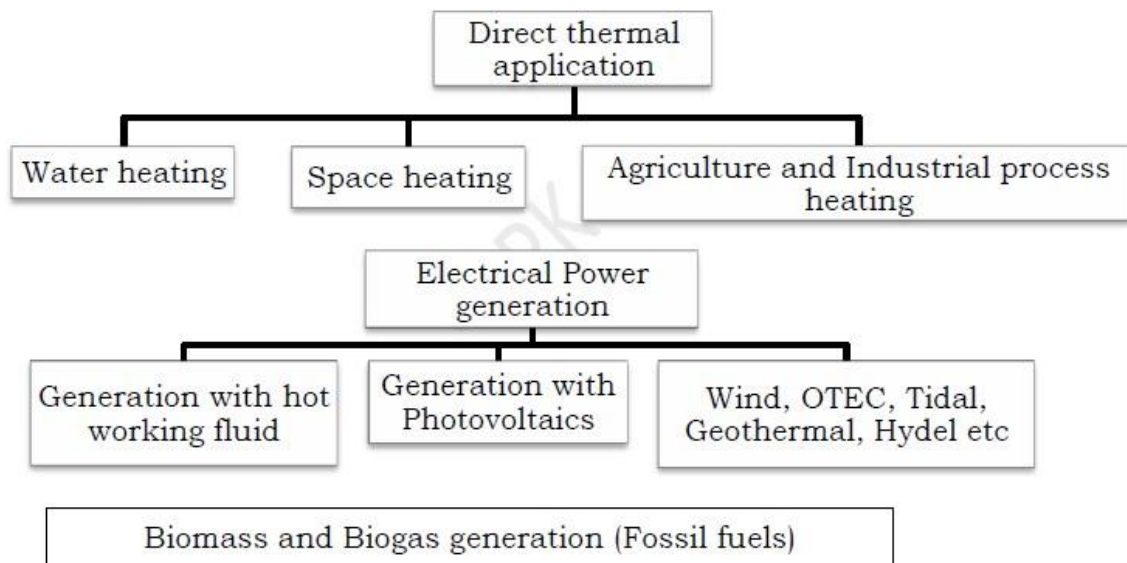 Direct thermal
application
Water heating
Space heating
Agriculture and Industrial process
heating
PK
Electrical Power
generation
Generation with hot
working fluid
Generation with
Photovoltaics
Wind, OTEC, Tidal,
Geothermal, Hydel etc
Biomass and Biogas generation (Fossil fuels)